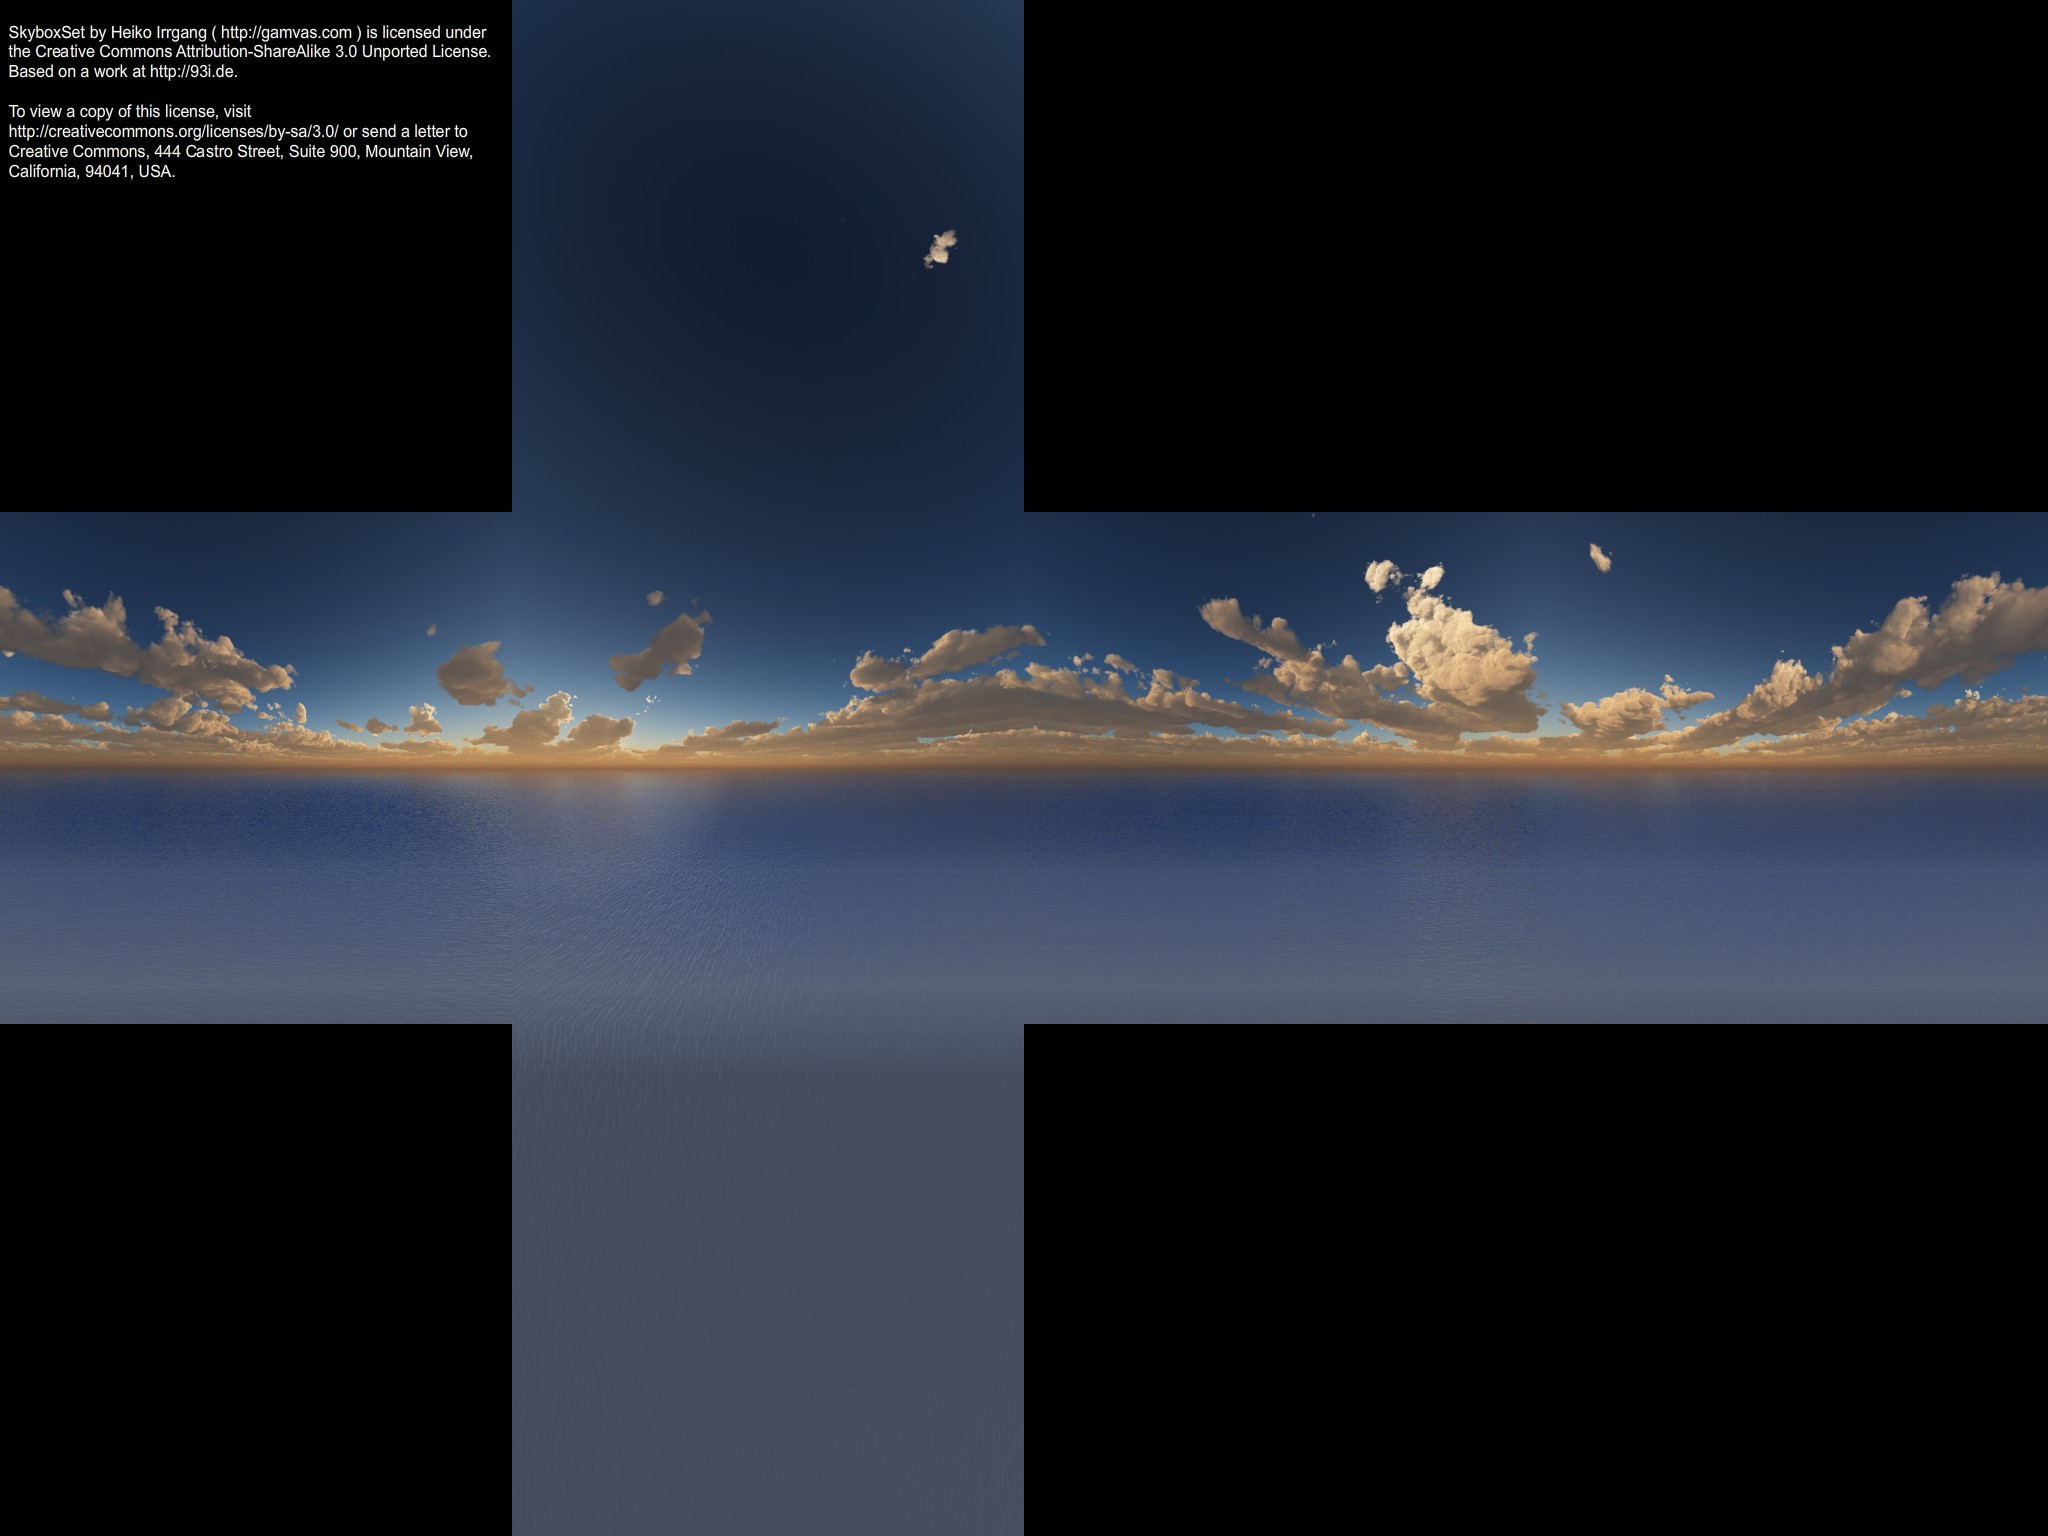 SkyboxSet by Heiko Irrgang ( http://gamvas.com ) is licensed under
the Creative Commons Attribution-ShareAlike 3.0 Unported License.
Based on a work at http://93i.de.
To view a copy of this license, visit
http://creativecommons.org/licenses/by-sa/3.0/ or send a letter to
Creative Commons, 444 Castro Street, Suite 900, Mountain View,
California, 94041, USA.